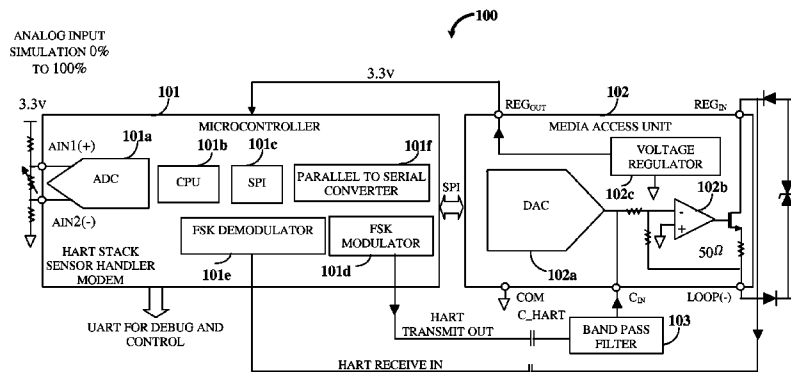 100
ANALOG INPUT
SIMULATION 0%
TO 100%
3.3V
3.3V
101
MICROCONTROLLER
AIN1(+)
101a
ADC
AIN2(-)
101b
CPU
101c
SPI
101f
PARALLEL TO SERIAL
CONVERTER
FSK DEMODULATOR
101e
FSK
MODULATOR
101d
HART STACK
SENSOR HANDLER
MODEM
UART FOR DEBUG AND
CONTROL
SPI
REGOUT
102
REGIN
MEDIA ACCESS UNIT
VOLTAGE
REGULATOR
102c
102b
DAC
102a
-
+
50Ω
COM
CIN
LOOP(-)
C_HART
HART
TRANSMIT OUT
BAND PASS
FILTER
103
HART RECEIVE IN